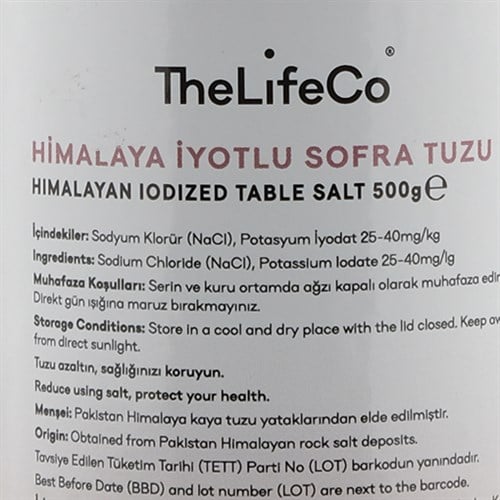 TheLifeCo®
HİMALAYA İYOTLU SOFRA TUZU
HIMALAYAN IODIZED TABLE SALT 500g℮
İçindekiler: Sodyum Klorür (NaCl), Potasyum İyodat 25-40mg/kg
Ingredients: Sodium Chloride (NaCl), Potassium Iodate 25-40mg/lg
Muhafaza Koşulları: Serin ve kuru ortamda ağzı kapalı olarak muhafaza edin
Direkt gün ışığına maruz bırakmayınız.
Storage Conditions: Store in a cool and dry place with the lid closed. Keep aw
from direct sunlight.
Tuzu azaltın, sağlığınızı koruyun.
Reduce using salt, protect your health.
Menşei: Pakistan Himalaya kaya tuzu yataklarından elde edilmiştir.
Origin: Obtained from Pakistan Himalayan rock salt deposits.
Tavsiye Edilen Tüketim Tarihi (TETT) Parti No (LOT) barkodun yanındadır.
Best Before Date (BBD) and lot number (LOT) are next to the barcode.